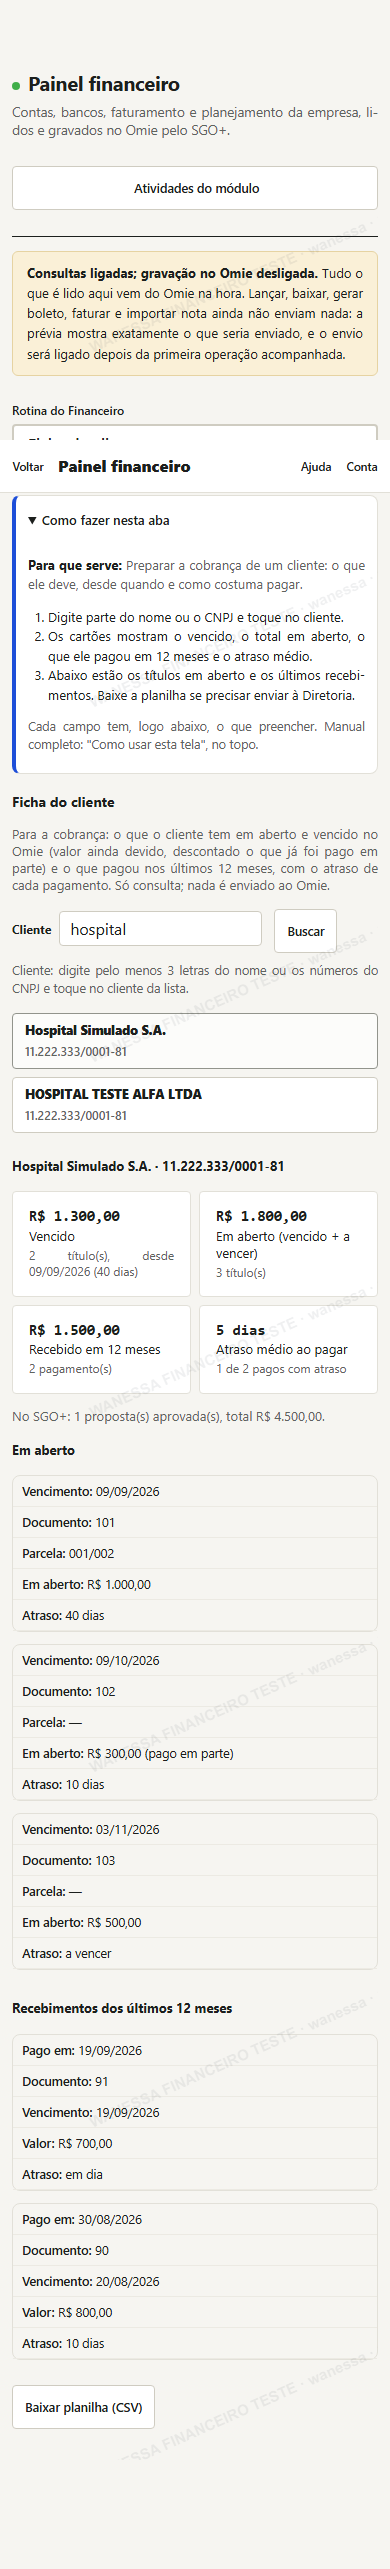 Painel financeiro
Contas, bancos, faturamento e planejamento da empresa, li-
dos e gravados no Omie pelo SGO+.
Atividades do módulo
Consultas ligadas; gravação no Omie desligada. Tudo o
que é lido aqui vem do Omie na hora. Lançar, baixar, gerar
boleto, faturar e importar nota ainda não enviam nada: a
prévia mostra exatamente o que seria enviado, e o envio
será ligado depois da primeira operação acompanhada.
Rotina do Financeiro
Voltar Painel financeiro Ajuda Conta
▼ Como fazer nesta aba
Para que serve: Preparar a cobrança de um cliente: o que
ele deve, desde quando e como costuma pagar.
1. Digite parte do nome ou o CNPJ e toque no cliente.
2. Os cartões mostram o vencido, o total em aberto, o
que ele pagou em 12 meses e o atraso médio.
3. Abaixo estão os títulos em aberto e os últimos recebi-
mentos. Baixe a planilha se precisar enviar à Diretoria.
Cada campo tem, logo abaixo, o que preencher. Manual
completo: "Como usar esta tela", no topo.
Ficha do cliente
Para a cobrança: o que o cliente tem em aberto e vencido no
Omie (valor ainda devido, descontado o que já foi pago em
parte) e o que pagou nos últimos 12 meses, com o atraso de
cada pagamento. Só consulta; nada é enviado ao Omie.
Cliente hospital Buscar
Cliente: digite pelo menos 3 letras do nome ou os números do
CNPJ e toque no cliente da lista.
Hospital Simulado S.A.
11.222.333/0001-81
HOSPITAL TESTE ALFA LTDA
11.222.333/0001-81
Hospital Simulado S.A. · 11.222.333/0001-81
R$ 1.300,00
Vencido
2 título(s), desde
09/09/2026 (40 dias)
R$ 1.800,00
Em aberto (vencido + a
vencer)
3 título(s)
R$ 1.500,00
Recebido em 12 meses
2 pagamento(s)
5 dias
Atraso médio ao pagar
1 de 2 pagos com atraso
No SGO+: 1 proposta(s) aprovada(s), total R$ 4.500,00.
Em aberto
Vencimento: 09/09/2026
Documento: 101
Parcela: 001/002
Em aberto: R$ 1.000,00
Atraso: 40 dias
Vencimento: 09/10/2026
Documento: 102
Parcela: —
Em aberto: R$ 300,00 (pago em parte)
Atraso: 10 dias
Vencimento: 03/11/2026
Documento: 103
Parcela: —
Em aberto: R$ 500,00
Atraso: a vencer
Recebimentos dos últimos 12 meses
Pago em: 19/09/2026
Documento: 91
Vencimento: 19/09/2026
Valor: R$ 700,00
Atraso: em dia
Pago em: 30/08/2026
Documento: 90
Vencimento: 20/08/2026
Valor: R$ 800,00
Atraso: 10 dias
Baixar planilha (CSV)
WANESSA FINANCEIRO TESTE · wanessa ·